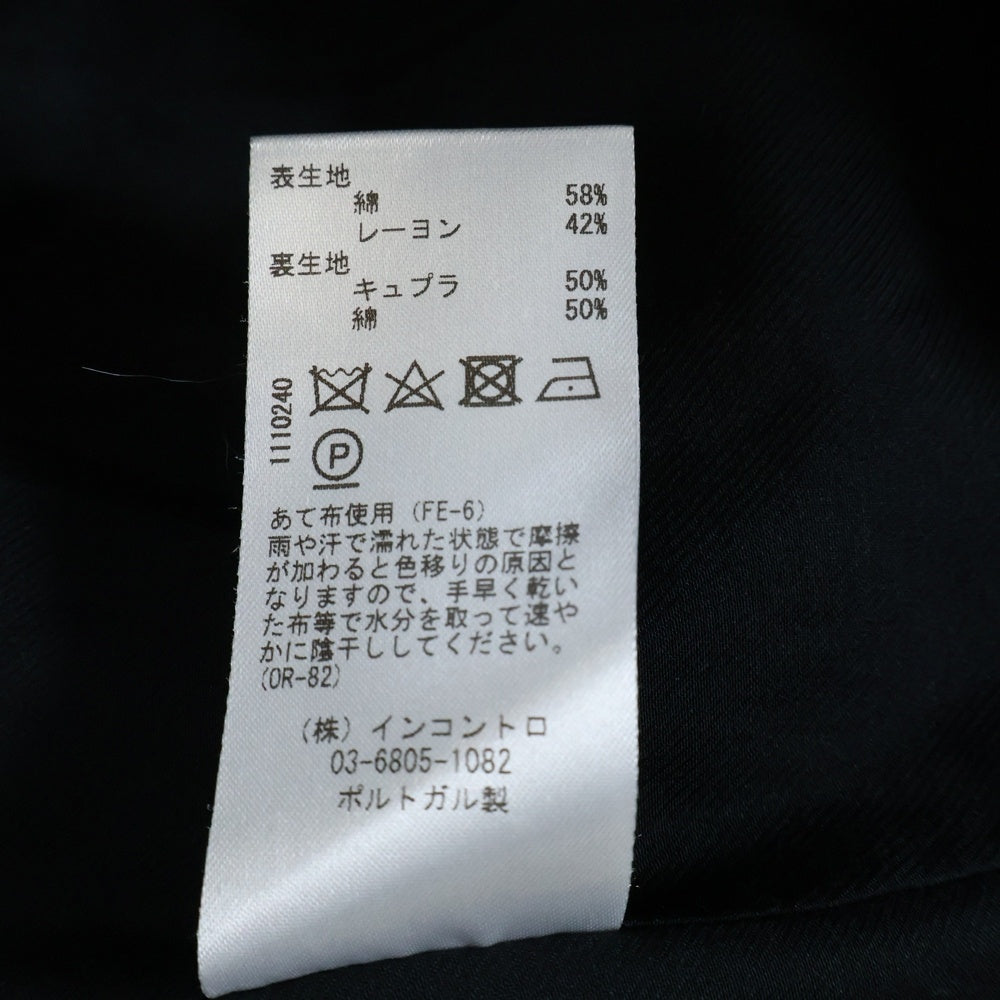 表生地
綿 58%
レーヨン 42%
裏生地
キュプラ 50%
綿 50%
1110240
P
あて布使用 (FE-6)
雨や汗で濡れた状態で摩擦
が加わると色移りの原因と
なりますので、手早く乾い
た布等で水分を取って速や
かに陰干ししてください。
(OR-82)
(株)インコントロ
03-6805-1082
ポルトガル製